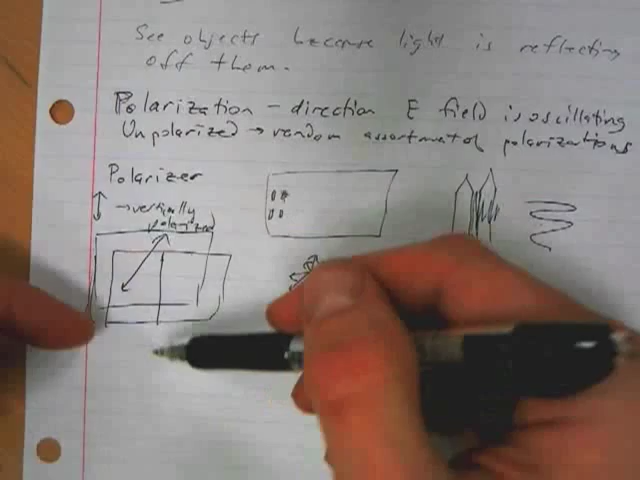 See objects because light is reflecting
off them.
Polarization - direction E field is oscillating
Unpolarized → random assortment of polarizations
Polarizer
→ vertically
polarized